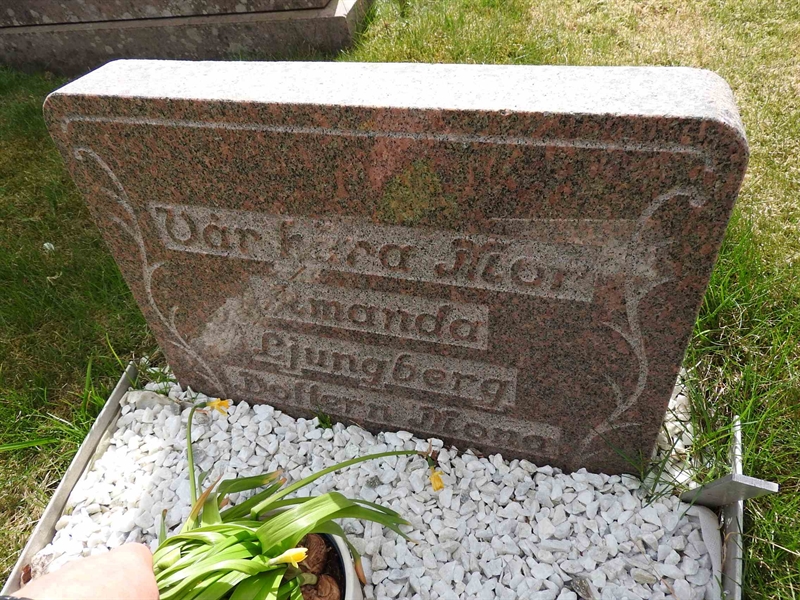 Vår kära Mor
Amanda
Ljungberg
Dottern Mona